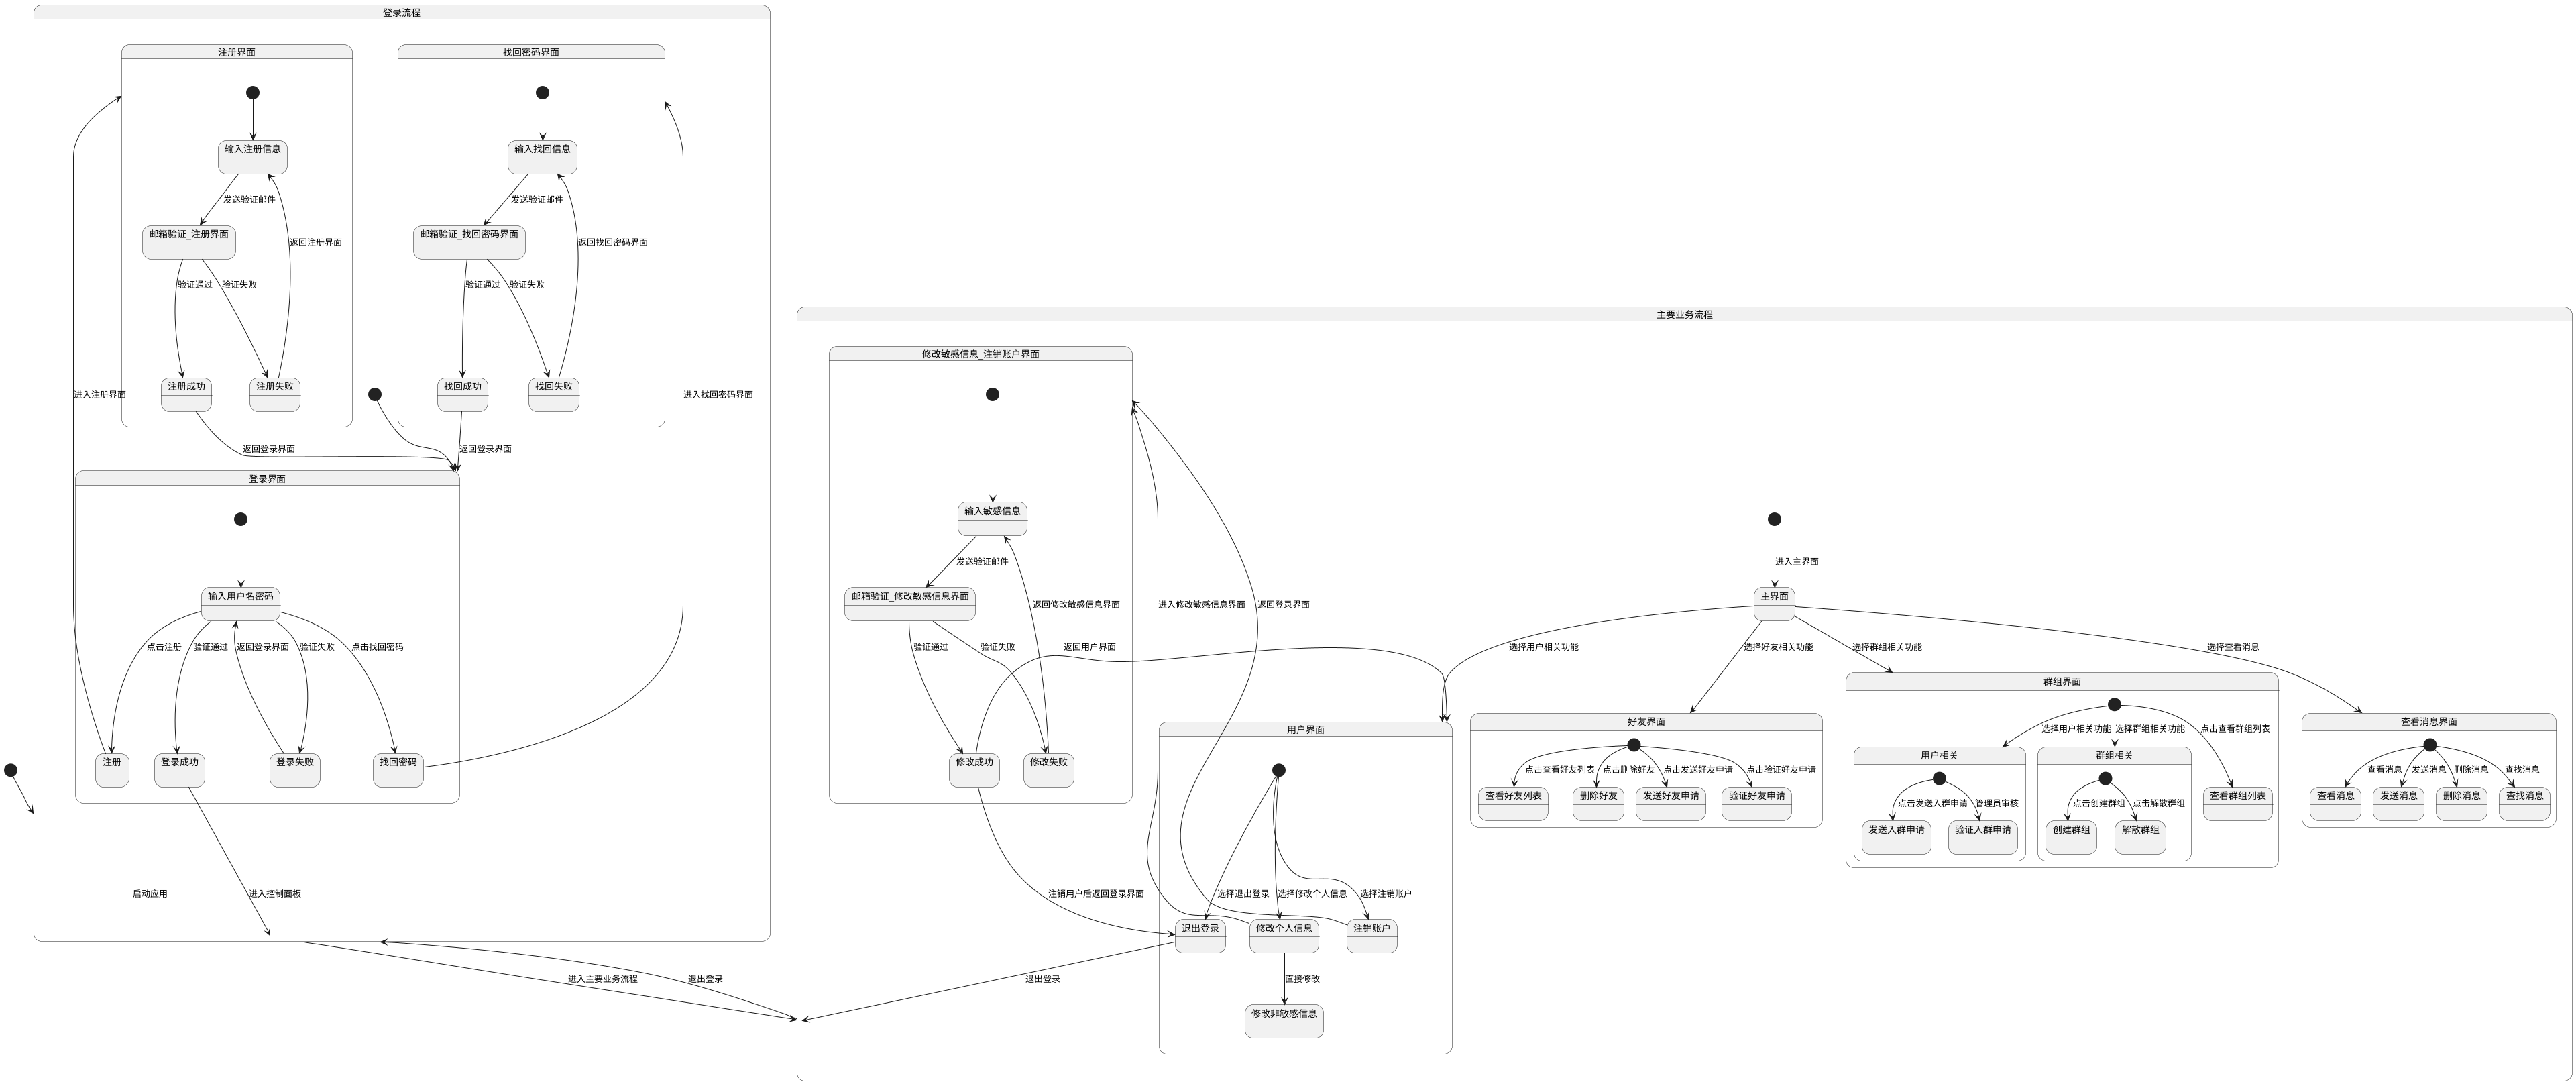 登录流程
注册界面
找回密码界面
输入注册信息
输入找回信息
发送验证邮件
发送验证邮件
邮箱验证_注册界面
返回注册界面
邮箱验证_找回密码界面
返回找回密码界面
验证通过
验证失败
验证通过
验证失败
注册成功
注册失败
找回成功
找回失败
进入注册界面
进入找回密码界面
返回登录界面
返回登录界面
登录界面
输入用户名密码
点击注册
验证通过
返回登录界面
验证失败
点击找回密码
注册
登录成功
登录失败
找回密码
启动应用
进入控制面板
进入主要业务流程
退出登录
主要业务流程
修改敏感信息_注销账户界面
输入敏感信息
发送验证邮件
邮箱验证_修改敏感信息界面
返回修改敏感信息界面
进入修改敏感信息界面
返回登录界面
验证通过
验证失败
返回用户界面
修改成功
修改失败
注销用户后返回登录界面
退出登录
进入主界面
主界面
选择用户相关功能
选择好友相关功能
选择群组相关功能
选择查看消息
用户界面
选择退出登录
选择修改个人信息
选择注销账户
退出登录
修改个人信息
注销账户
直接修改
修改非敏感信息
好友界面
点击查看好友列表
点击删除好友
点击发送好友申请
点击验证好友申请
查看好友列表
删除好友
发送好友申请
验证好友申请
群组界面
选择用户相关功能
选择群组相关功能
点击查看群组列表
用户相关
群组相关
点击发送入群申请
管理员审核
点击创建群组
点击解散群组
查看群组列表
发送入群申请
验证入群申请
创建群组
解散群组
查看消息界面
查看消息
发送消息
删除消息
查找消息
查看消息
发送消息
删除消息
查找消息